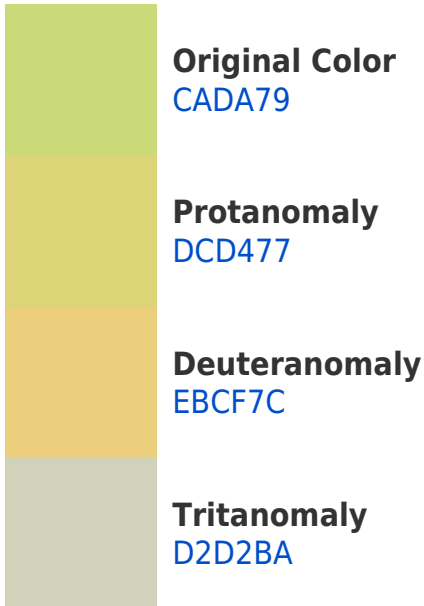 Original Color
CADA79
Protanomaly
DCD477
Deuteranomaly
EBCF7C
Tritanomaly
D2D2BA